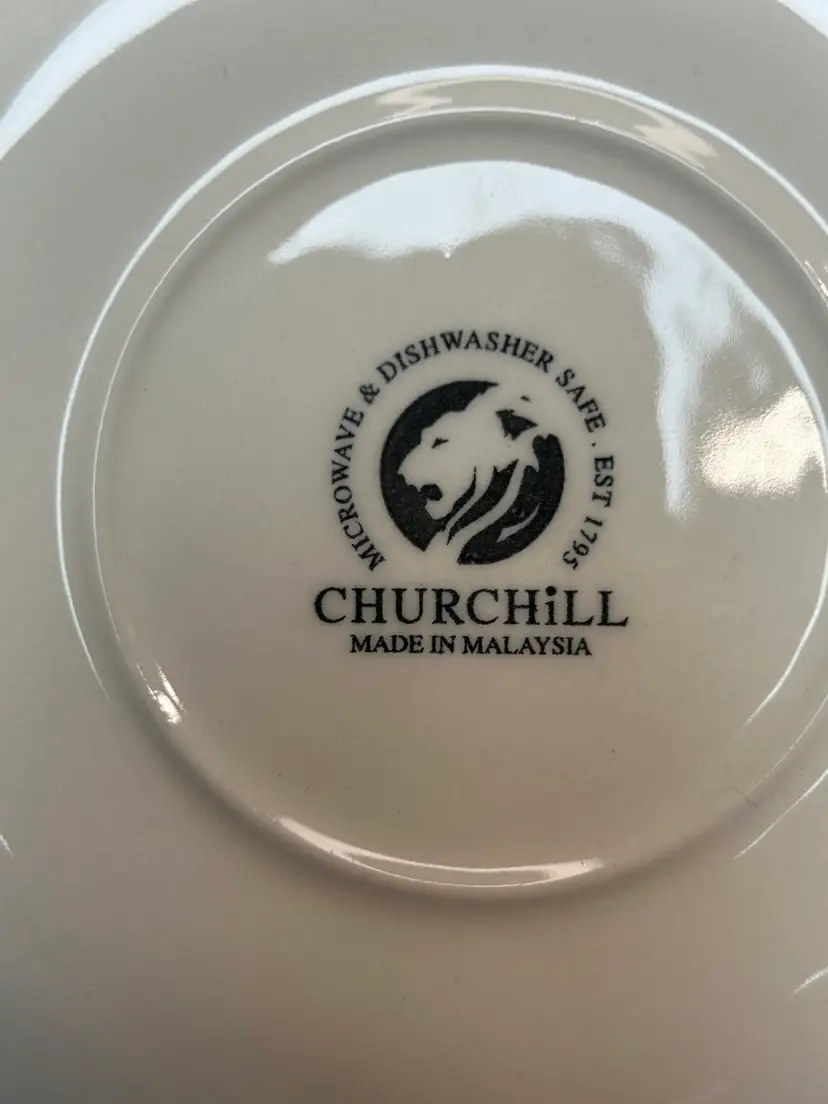 MICROWAVE & DISHWASHER SAFE . EST 1795
CHURCHiLL
MADE IN MALAYSIA